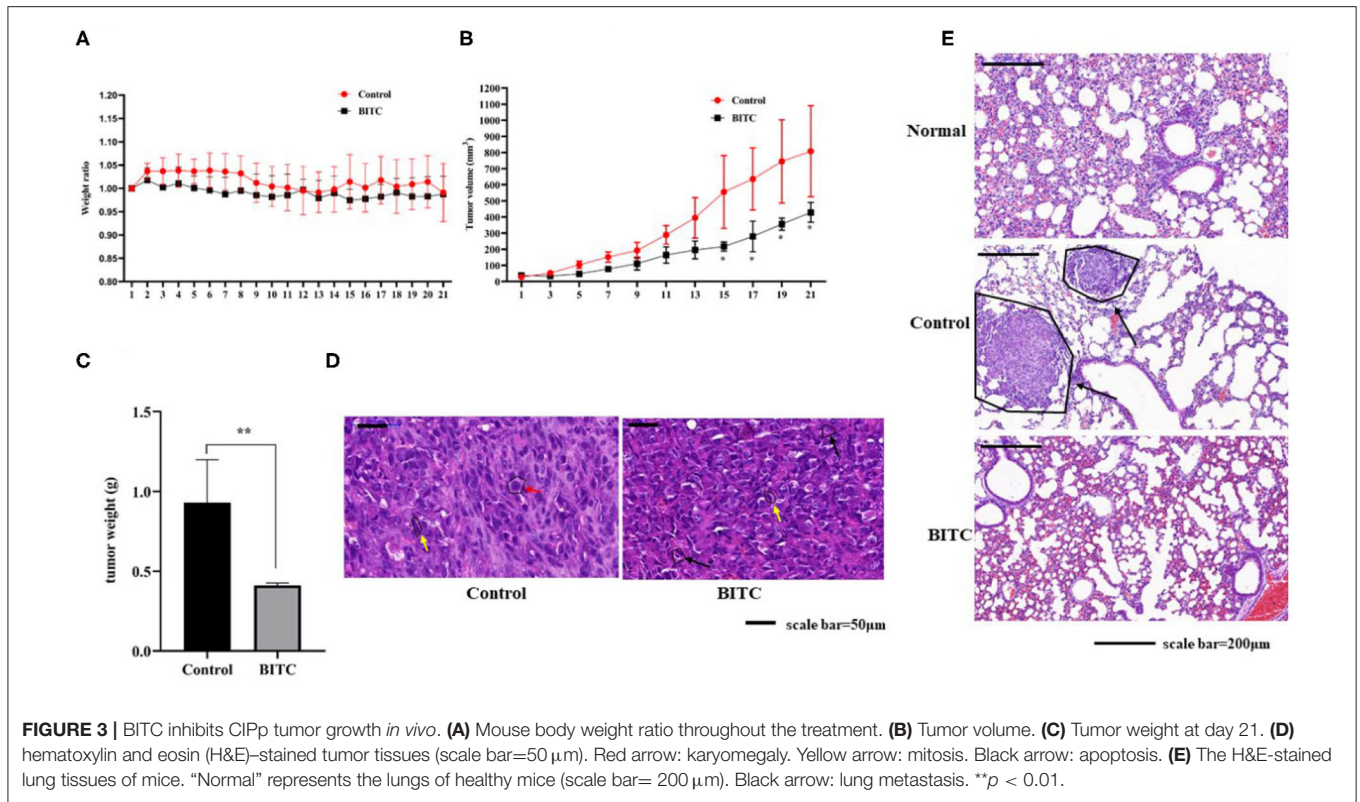 A
Control
BITC
Weight ratio
1.20
1.15
1.10
1.05
1.00
0.95
0.90
0.85
0.80
1 2 3 4 5 6 7 8 9 10 11 12 13 14 15 16 17 18 19 20 21
B
Control
BITC
Tumor volume (mm³)
1200
1100
1000
900
800
700
600
500
400
300
200
100
1 3 5 7 9 11 13 15 17 19 21
* * * *
C
tumor weight (g)
1.5
1.0
0.5
0.0
**
Control BITC
D
Control BITC
scale bar=50μm
E
Normal
Control
BITC
scale bar=200μm
FIGURE 3 | BITC inhibits CIPp tumor growth in vivo. (A) Mouse body weight ratio throughout the treatment. (B) Tumor volume. (C) Tumor weight at day 21. (D)
hematoxylin and eosin (H&E)–stained tumor tissues (scale bar=50 μm). Red arrow: karyomegaly. Yellow arrow: mitosis. Black arrow: apoptosis. (E) The H&E-stained
lung tissues of mice. “Normal” represents the lungs of healthy mice (scale bar= 200 μm). Black arrow: lung metastasis. **p < 0.01.